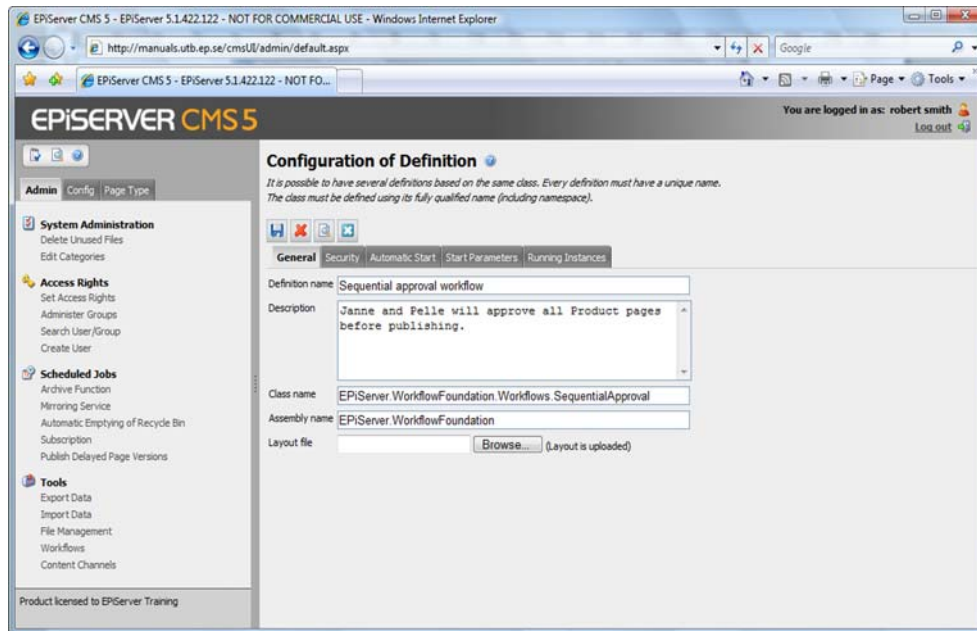 EPiServer CMS 5 - EPiServer 5.1.422.122 - NOT FOR COMMERCIAL USE - Windows Internet Explorer
http://manuals.utb.ep.se/cmsUI/admin/default.aspx
Google
EPiServer CMS 5 - EPiServer 5.1.422.122 - NOT FO...
Page
Tools
EPiSERVER CMS 5
You are logged in as: robert smith
Log out
Admin Config Page Type
System Administration
Delete Unused Files
Edit Categories
Access Rights
Set Access Rights
Administer Groups
Search User/Group
Create User
Scheduled Jobs
Archive Function
Mirroring Service
Automatic Emptying of Recycle Bin
Subscription
Publish Delayed Page Versions
Tools
Export Data
Import Data
File Management
Workflows
Content Channels
Product licensed to EPiServer Training
Configuration of Definition
It is possible to have several definitions based on the same class. Every definition must have a unique name.
The class must be defined using its fully qualified name (including namespace).
General Security Automatic Start Start Parameters Running Instances
Definition name Sequential approval workflow
Description Janne and Pelle will approve all Product pages
before publishing.
Class name EPiServer.WorkflowFoundation.Workflows.SequentialApproval
Assembly name EPiServer.WorkflowFoundation
Layout file Browse... (Layout is uploaded)